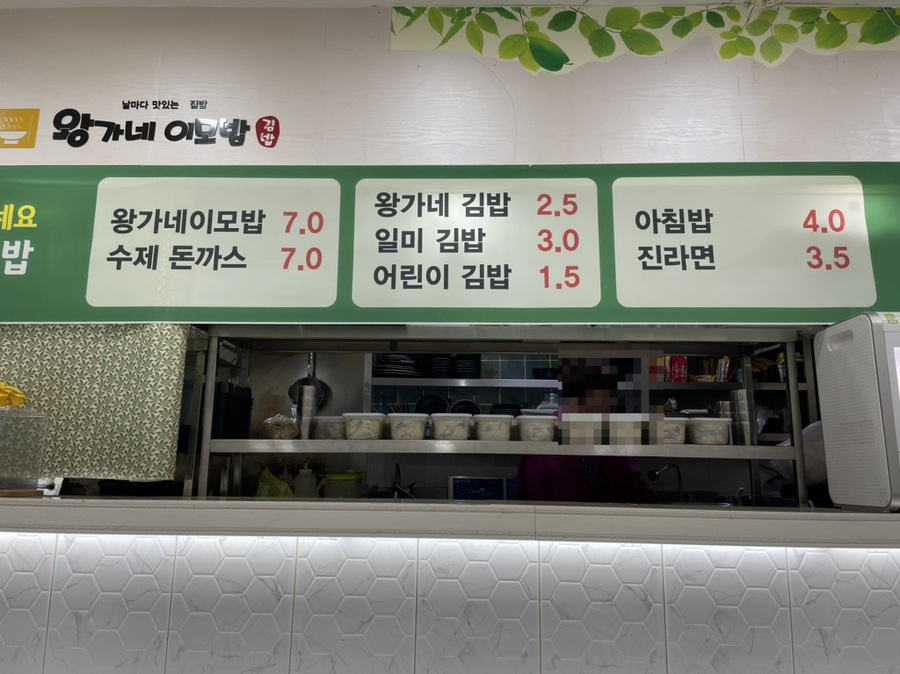 날마다 맛있는 집밥
왕가네 이모밥 김밥
네요
밥
왕가네이모밥 7.0
수제 돈까스 7.0
왕가네 김밥 2.5
일미 김밥 3.0
어린이 김밥 1.5
아침밥 4.0
진라면 3.5